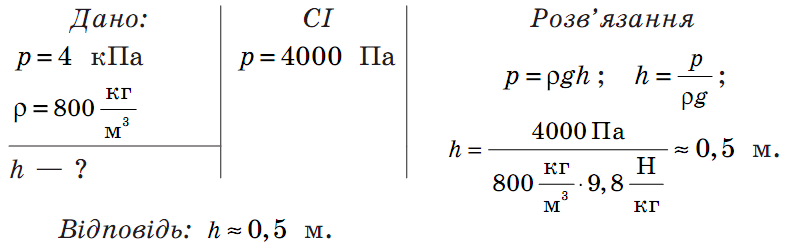 Дано: СІ Розв’язання
p = 4 кПа p = 4000 Па
ρ = 800 кг/м³
p = ρgh ; h = p/ρg ;
h = 4000 Па / 800 кг/м³ · 9,8 Н/кг ≈ 0,5 м.
h — ?
Відповідь: h ≈ 0,5 м.